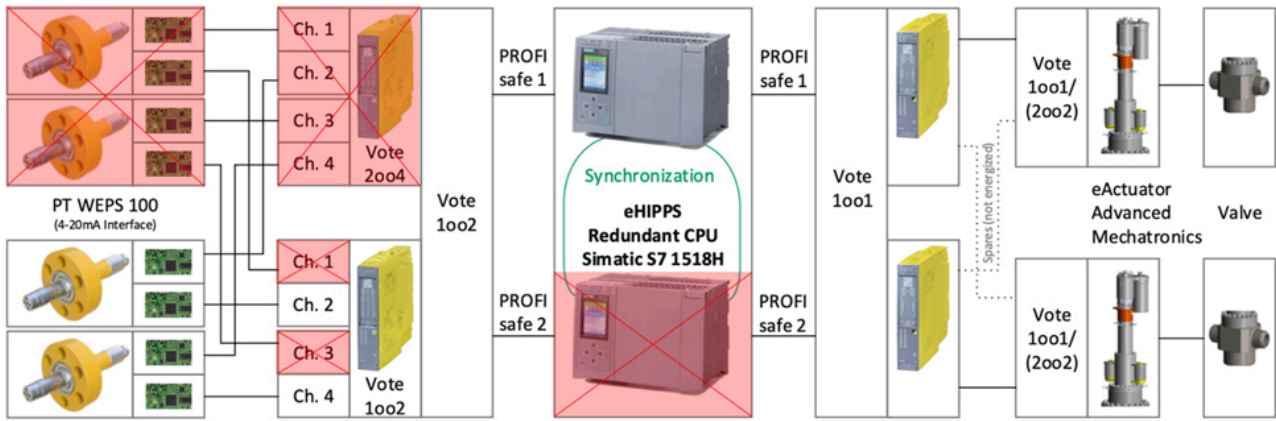 Ch. 1
Ch. 2
Ch. 3
Ch. 4
Vote
2oo4
PT WEPS 100
(4-20mA Interface)
Ch. 1
Ch. 2
Ch. 3
Ch. 4
Vote
1oo2
Vote
1oo2
PROFI
safe 1
PROFI
safe 2
Synchronization
eHIPPS
Redundant CPU
Simatic S7 1518H
PROFI
safe 1
PROFI
safe 2
Vote
1oo1
Spares (not energized)
Vote
1oo1/
(2oo2)
Vote
1oo1/
(2oo2)
eActuator
Advanced
Mechatronics
Valve